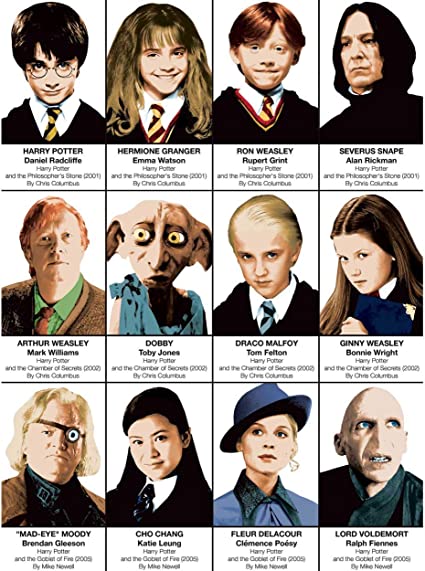 HARRY POTTER
Daniel Radcliffe
Harry Potter
and the Philosopher's Stone (2001)
By Chris Columbus
HERMIONE GRANGER
Emma Watson
Harry Potter
and the Philosopher's Stone (2001)
By Chris Columbus
RON WEASLEY
Rupert Grint
Harry Potter
and the Philosopher's Stone (2001)
By Chris Columbus
SEVERUS SNAPE
Alan Rickman
Harry Potter
and the Philosopher's Stone (2001)
By Chris Columbus
ARTHUR WEASLEY
Mark Williams
Harry Potter
and the Chamber of Secrets (2002)
By Chris Columbus
DOBBY
Toby Jones
Harry Potter
and the Chamber of Secrets (2002)
By Chris Columbus
DRACO MALFOY
Tom Felton
Harry Potter
and the Chamber of Secrets (2002)
By Chris Columbus
GINNY WEASLEY
Bonnie Wright
Harry Potter
and the Chamber of Secrets (2002)
By Chris Columbus
"MAD-EYE" MOODY
Brendan Gleeson
Harry Potter
and the Goblet of Fire (2005)
By Mike Newell
CHO CHANG
Katie Leung
Harry Potter
and the Goblet of Fire (2005)
By Mike Newell
FLEUR DELACOUR
Clémence Poésy
Harry Potter
and the Goblet of Fire (2005)
By Mike Newell
LORD VOLDEMORT
Ralph Fiennes
Harry Potter
and the Goblet of Fire (2005)
By Mike Newell